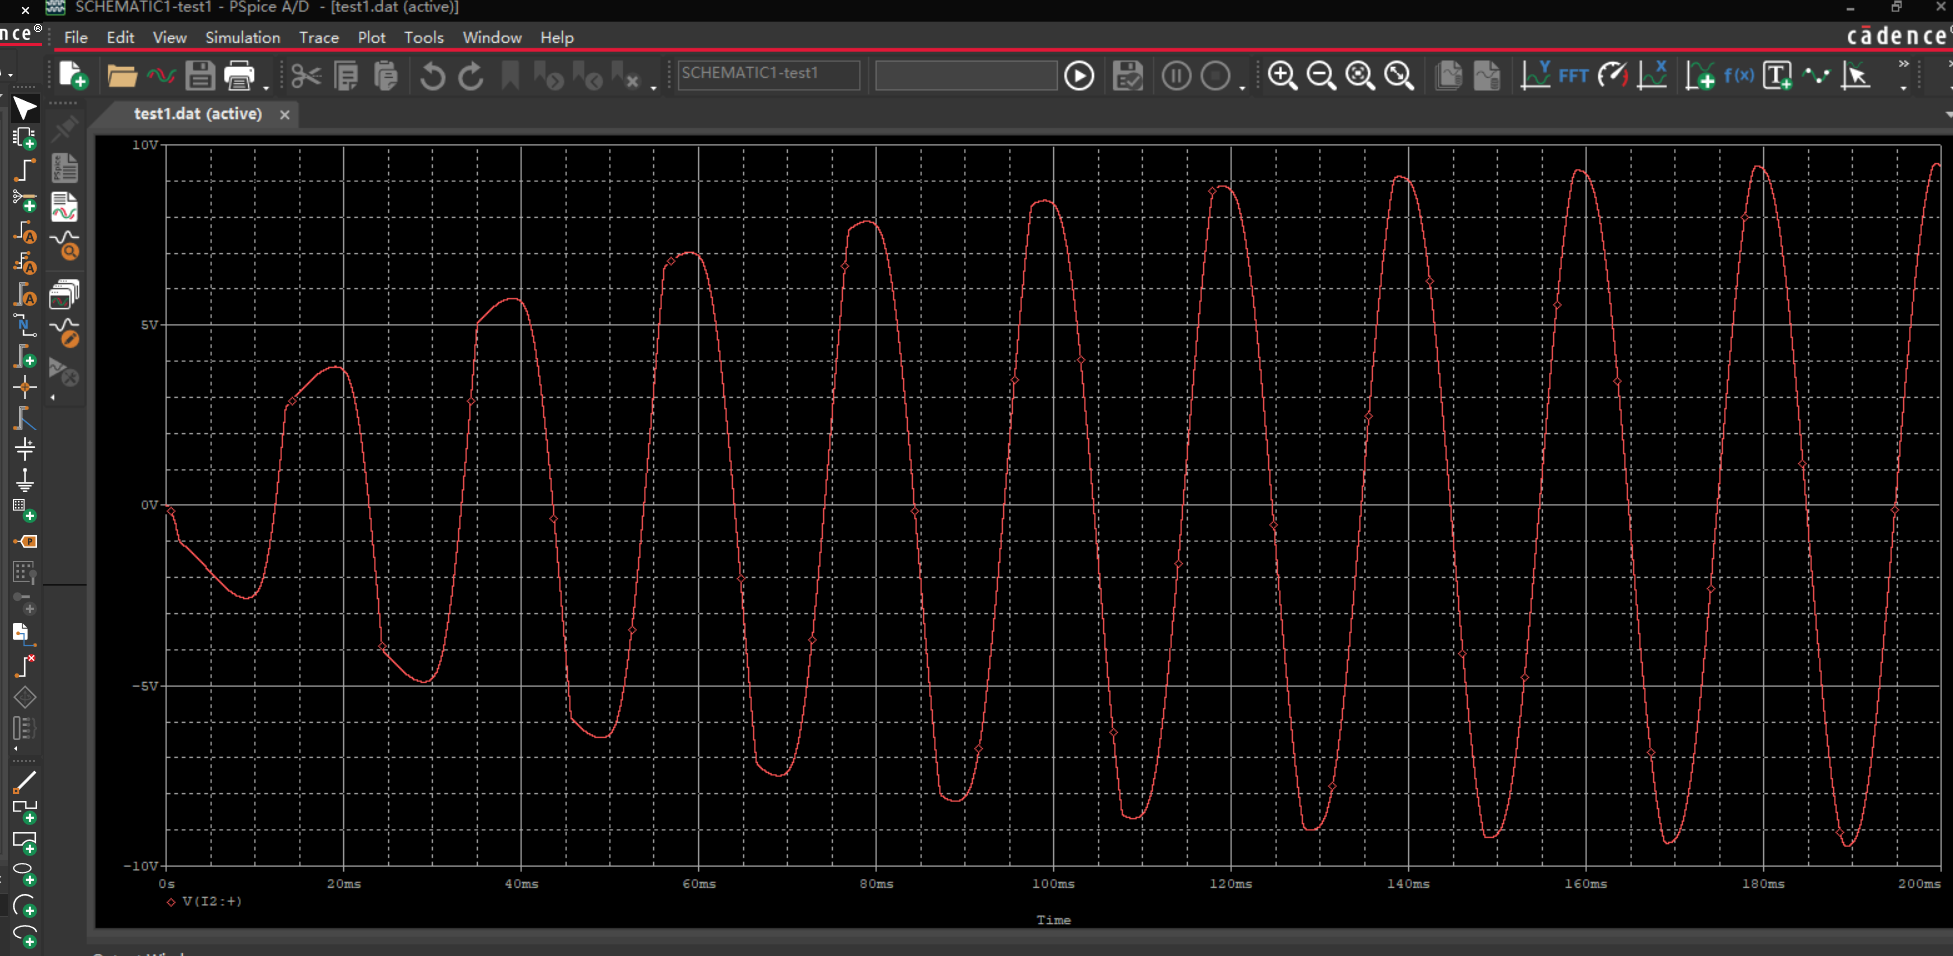 SCHEMATIC1-test1 - PSpice A/D - [test1.dat (active)]
nce®
File Edit View Simulation Trace Plot Tools Window Help
cādence
SCHEMATIC1-test1
FFT
f(x)
test1.dat (active)
10V
5V
0V
-5V
-10V
0s 20ms 40ms 60ms 80ms 100ms 120ms 140ms 160ms 180ms 200ms
V(I2:+)
Time